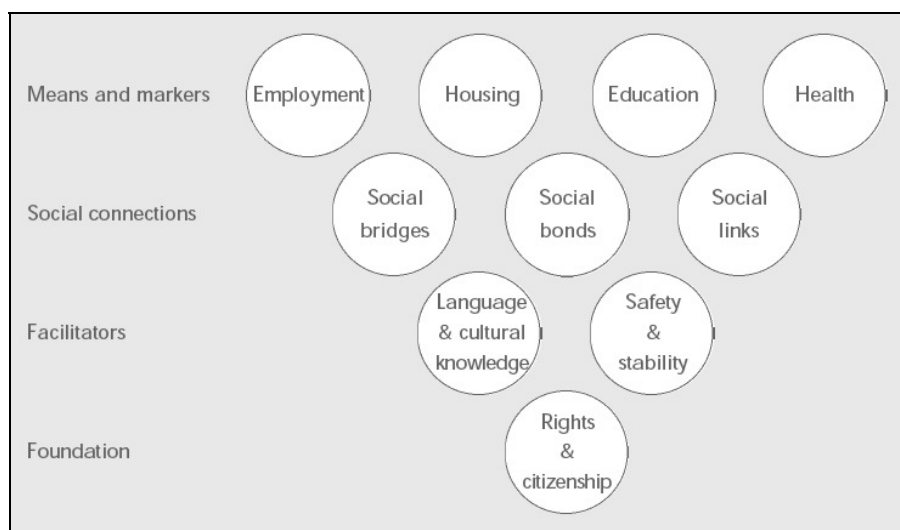 Means and markers
Employment
Housing
Education
Health
Social connections
Social
bridges
Social
bonds
Social
links
Facilitators
Language
& cultural
knowledge
Safety
&
stability
Foundation
Rights
&
citizenship